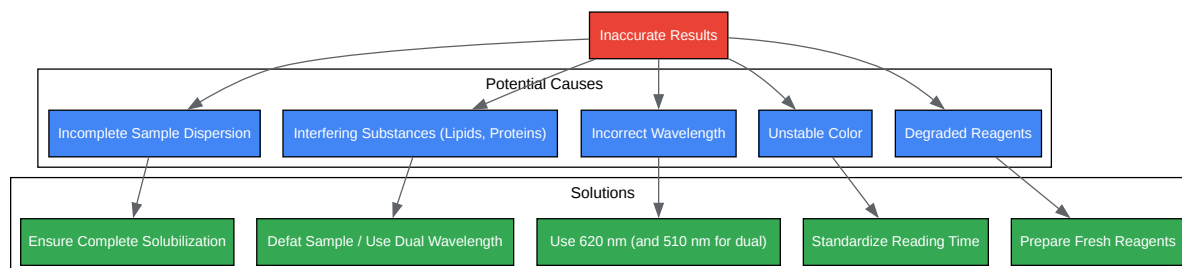 Inaccurate Results
Potential Causes
Incomplete Sample Dispersion
Interfering Substances (Lipids, Proteins)
Incorrect Wavelength
Unstable Color
Degraded Reagents
Solutions
Ensure Complete Solubilization
Defat Sample / Use Dual Wavelength
Use 620 nm (and 510 nm for dual)
Standardize Reading Time
Prepare Fresh Reagents